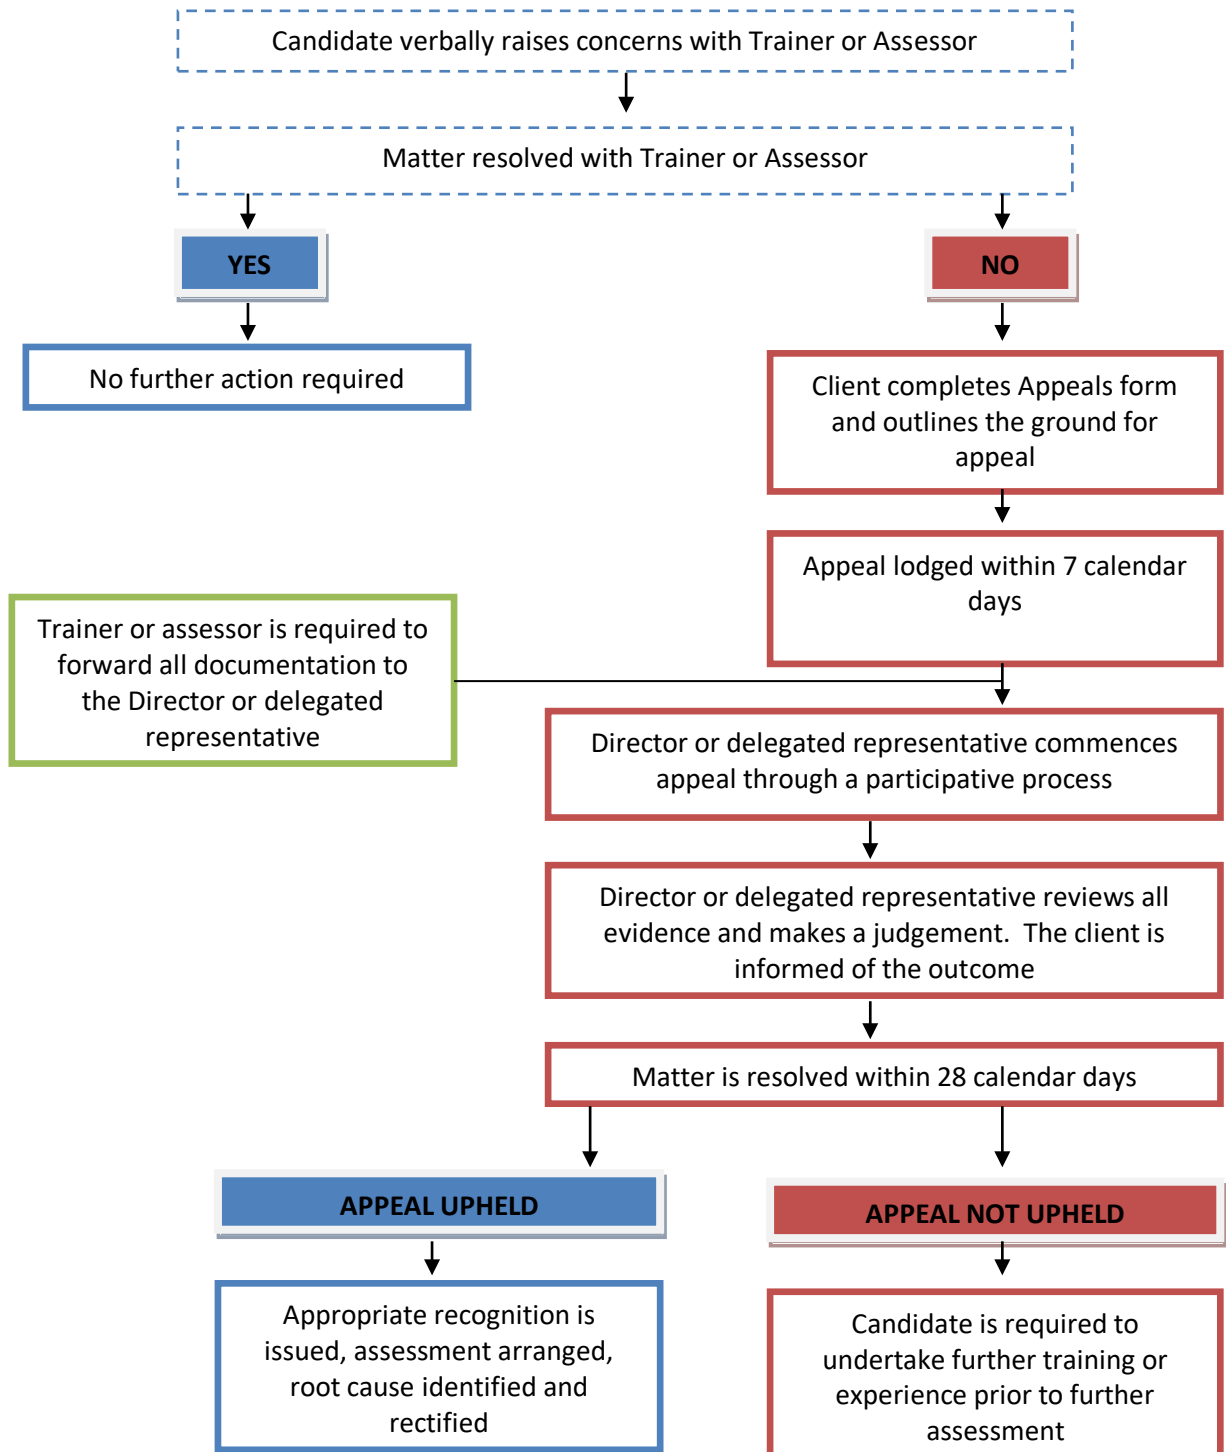 Candidate verbally raises concerns with Trainer or Assessor
Matter resolved with Trainer or Assessor
YES
NO
No further action required
Client completes Appeals form
and outlines the ground for
appeal
Appeal lodged within 7 calendar
days
Trainer or assessor is required to
forward all documentation to
the Director or delegated
representative
Director or delegated representative commences
appeal through a participative process
Director or delegated representative reviews all
evidence and makes a judgement.  The client is
informed of the outcome
Matter is resolved within 28 calendar days
APPEAL UPHELD
APPEAL NOT UPHELD
Appropriate recognition is
issued, assessment arranged,
root cause identified and
rectified
Candidate is required to
undertake further training or
experience prior to further
assessment